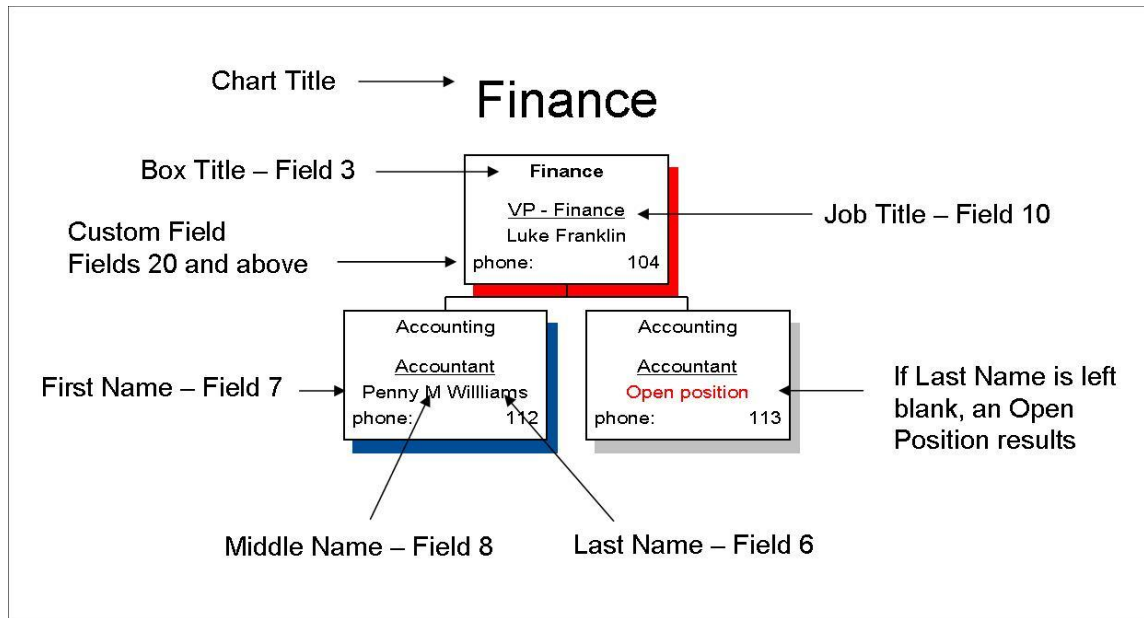 Chart Title
Finance
Box Title – Field 3
Finance
VP - Finance
Job Title – Field 10
Luke Franklin
Custom Field
Fields 20 and above
phone: 104
Accounting
Accounting
Accountant
Accountant
First Name – Field 7
Penny M Willliams
Open position
phone: 112
phone: 113
If Last Name is left
blank, an Open
Position results
Middle Name – Field 8
Last Name – Field 6